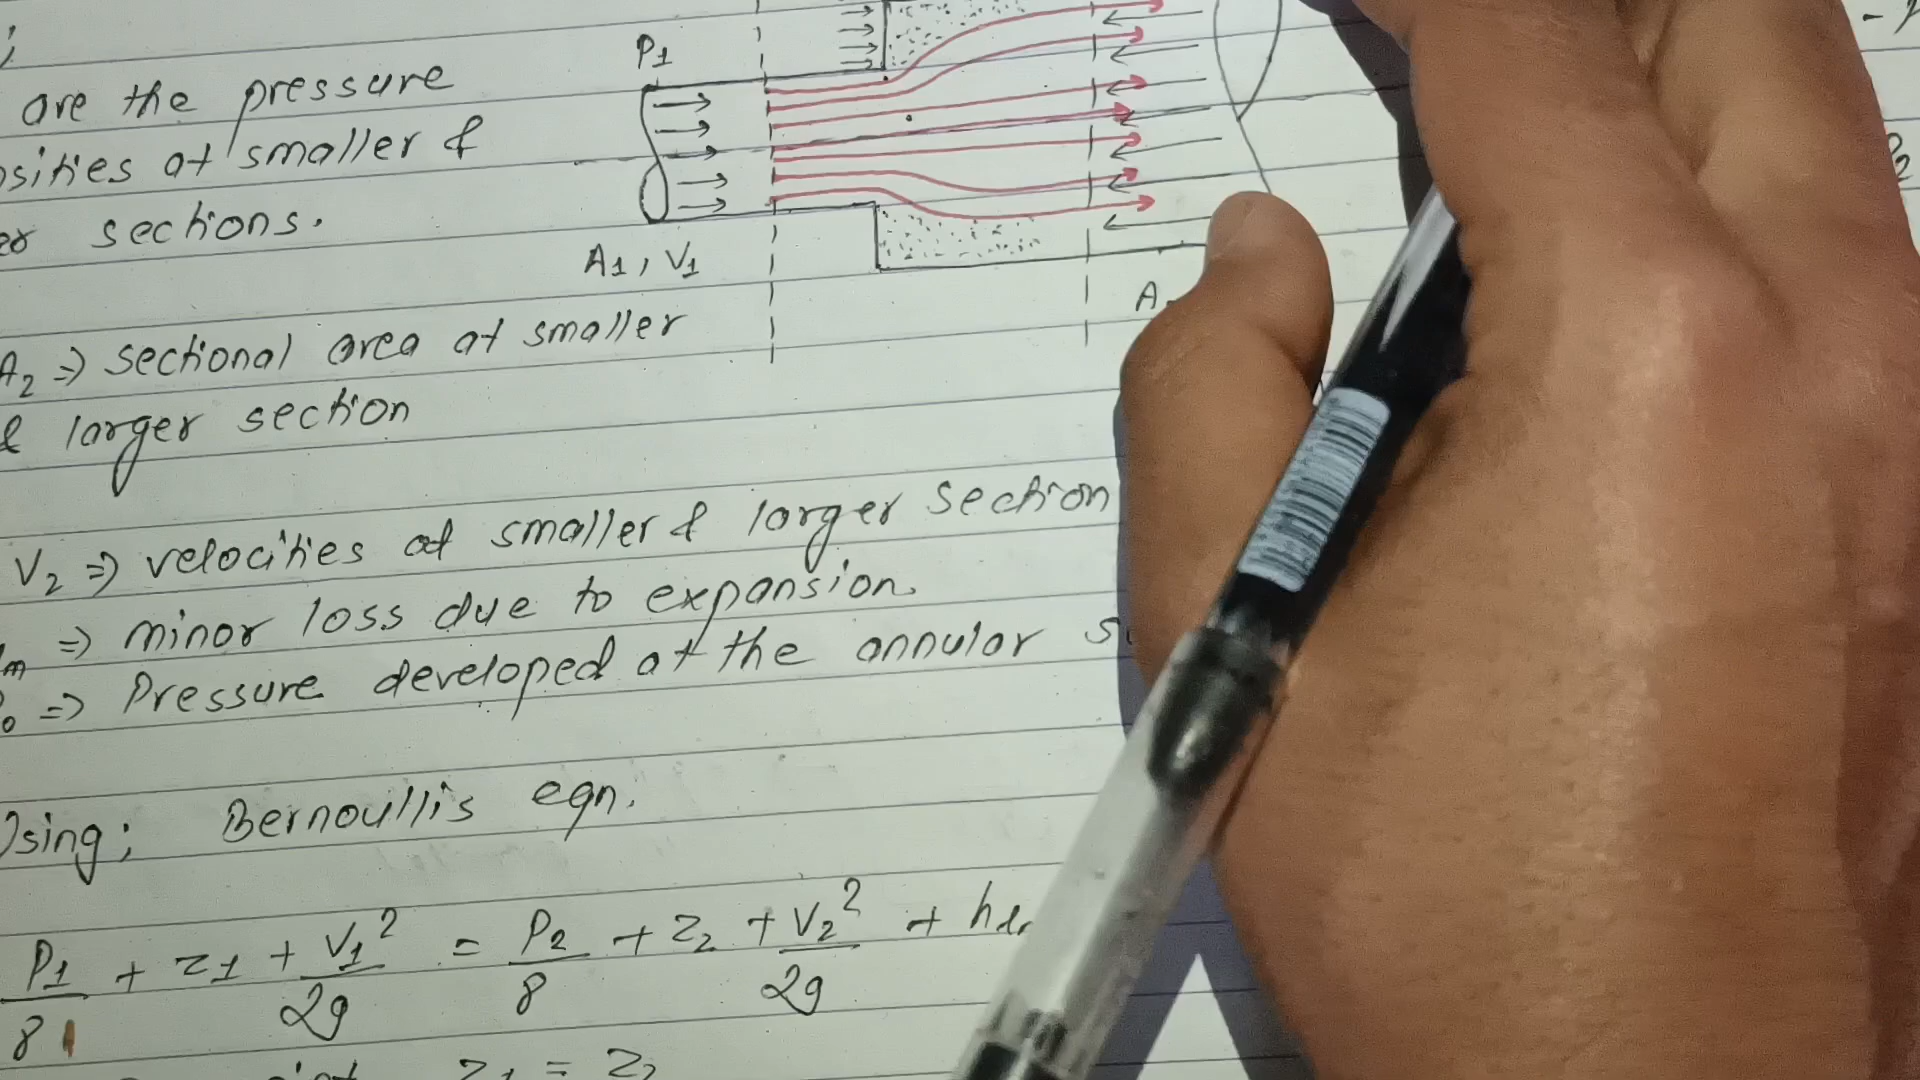 P1
are the pressure
sities at smaller &
sections.
A1, V1
A
A2 => sectional area at smaller
& larger section
V2 => velocities at smaller & larger section
m => minor loss due to expansion.
o => Pressure developed at the annular s
Using; Bernoullis eqn.
P1/γ + z1 + V1²/2g = P2/γ + z2 + V2²/2g + hl
z1 = z2